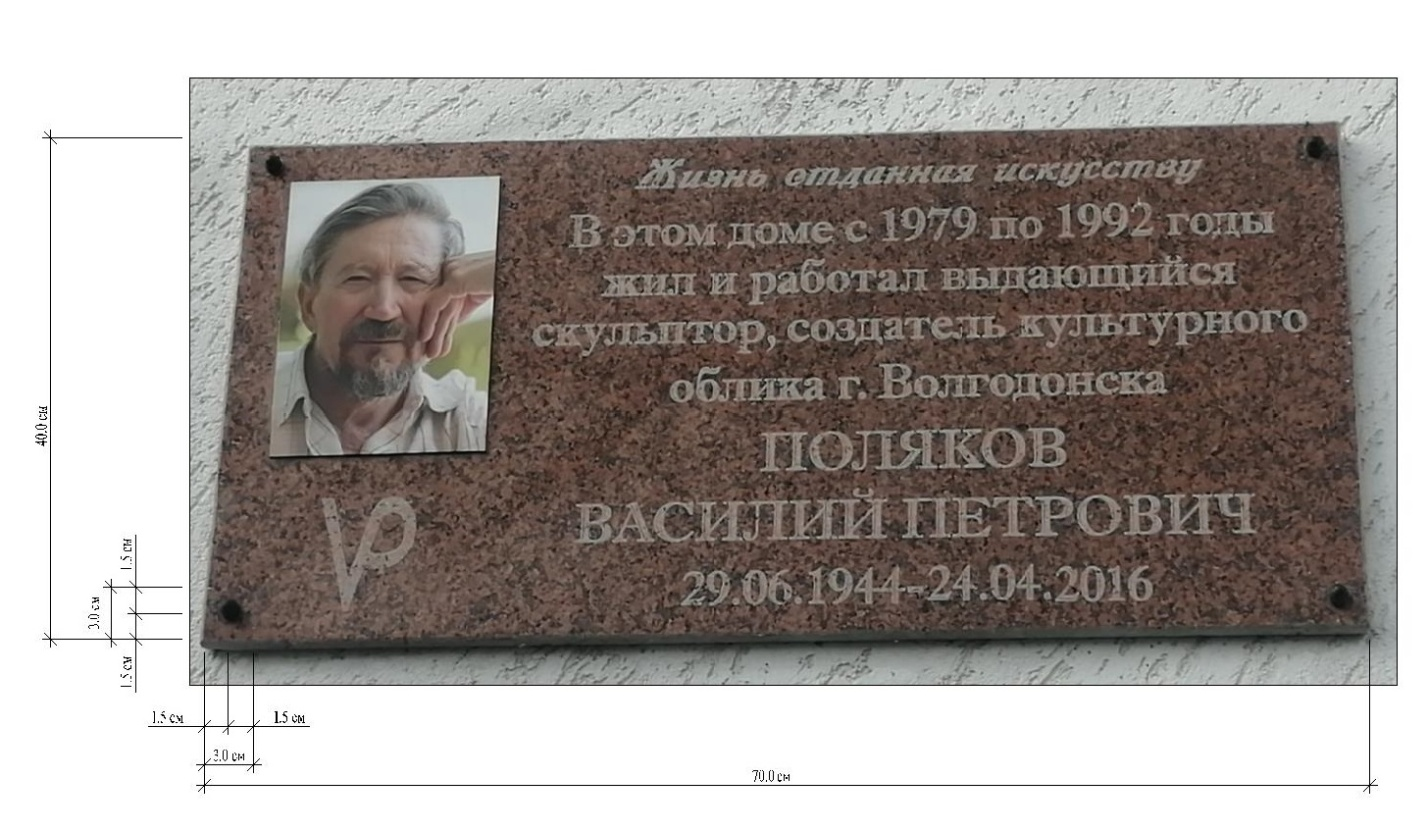 Жизнь отданная искусству
В этом доме с 1979 по 1992 годы
жил и работал выдающийся
скульптор, создатель культурного
облика г. Волгодонска
ПОЛЯКОВ
ВАСИЛИЙ ПЕТРОВИЧ
29.06.1944-24.04.2016
VP
40.0 см
1.5 см
3.0 см
1.5 см
1.5 см
1.5 см
3.0 см
70.0 см